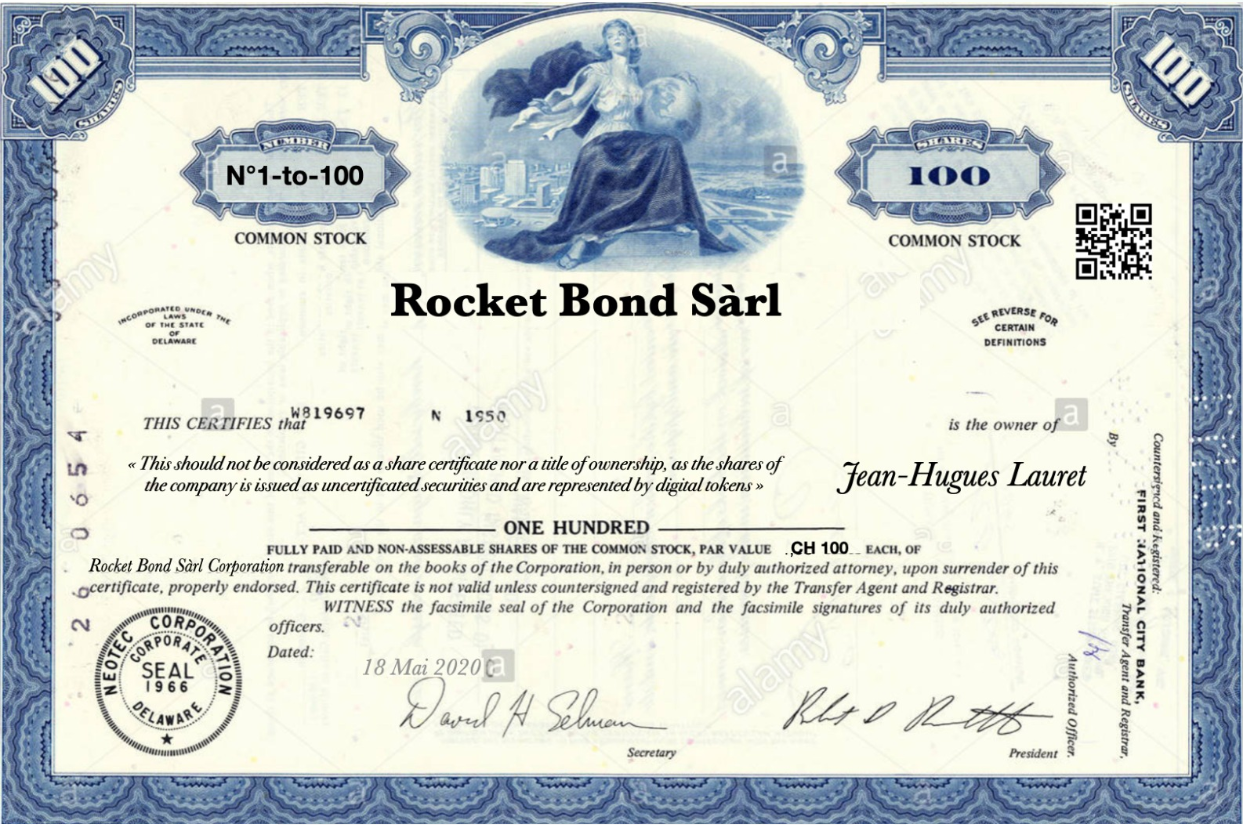 100
SHARES
100
SHARES
NUMBER
N°1-to-100
COMMON STOCK
SHARES
100
COMMON STOCK
Rocket Bond Sàrl
INCORPORATED UNDER THE
LAWS
OF THE STATE
OF
DELAWARE
SEE REVERSE FOR
CERTAIN
DEFINITIONS
THIS CERTIFIES that W819697 N 1950 is the owner of
« This should not be considered as a share certificate nor a title of ownership, as the shares of
the company is issued as uncertificated securities and are represented by digital tokens »
Jean-Hugues Lauret
ONE HUNDRED
FULLY PAID AND NON-ASSESSABLE SHARES OF THE COMMON STOCK, PAR VALUE CH 100 EACH, OF
Rocket Bond Sàrl Corporation transferable on the books of the Corporation, in person or by duly authorized attorney, upon surrender of this
certificate, properly endorsed. This certificate is not valid unless countersigned and registered by the Transfer Agent and Registrar.
WITNESS the facsimile seal of the Corporation and the facsimile signatures of its duly authorized
officers.
Dated:
18 Mai 2020
David H Selman
Secretary
President
NEOTEC CORPORATION
CORPORATE
SEAL
1966
DELAWARE
26 0654
Countersigned and Registered:
FIRST NATIONAL CITY BANK,
Transfer Agent and Registrar,
By
Authorized Officer.
a
alamy
a
alamy
a
alamy
a
a
alamy
a
alamy